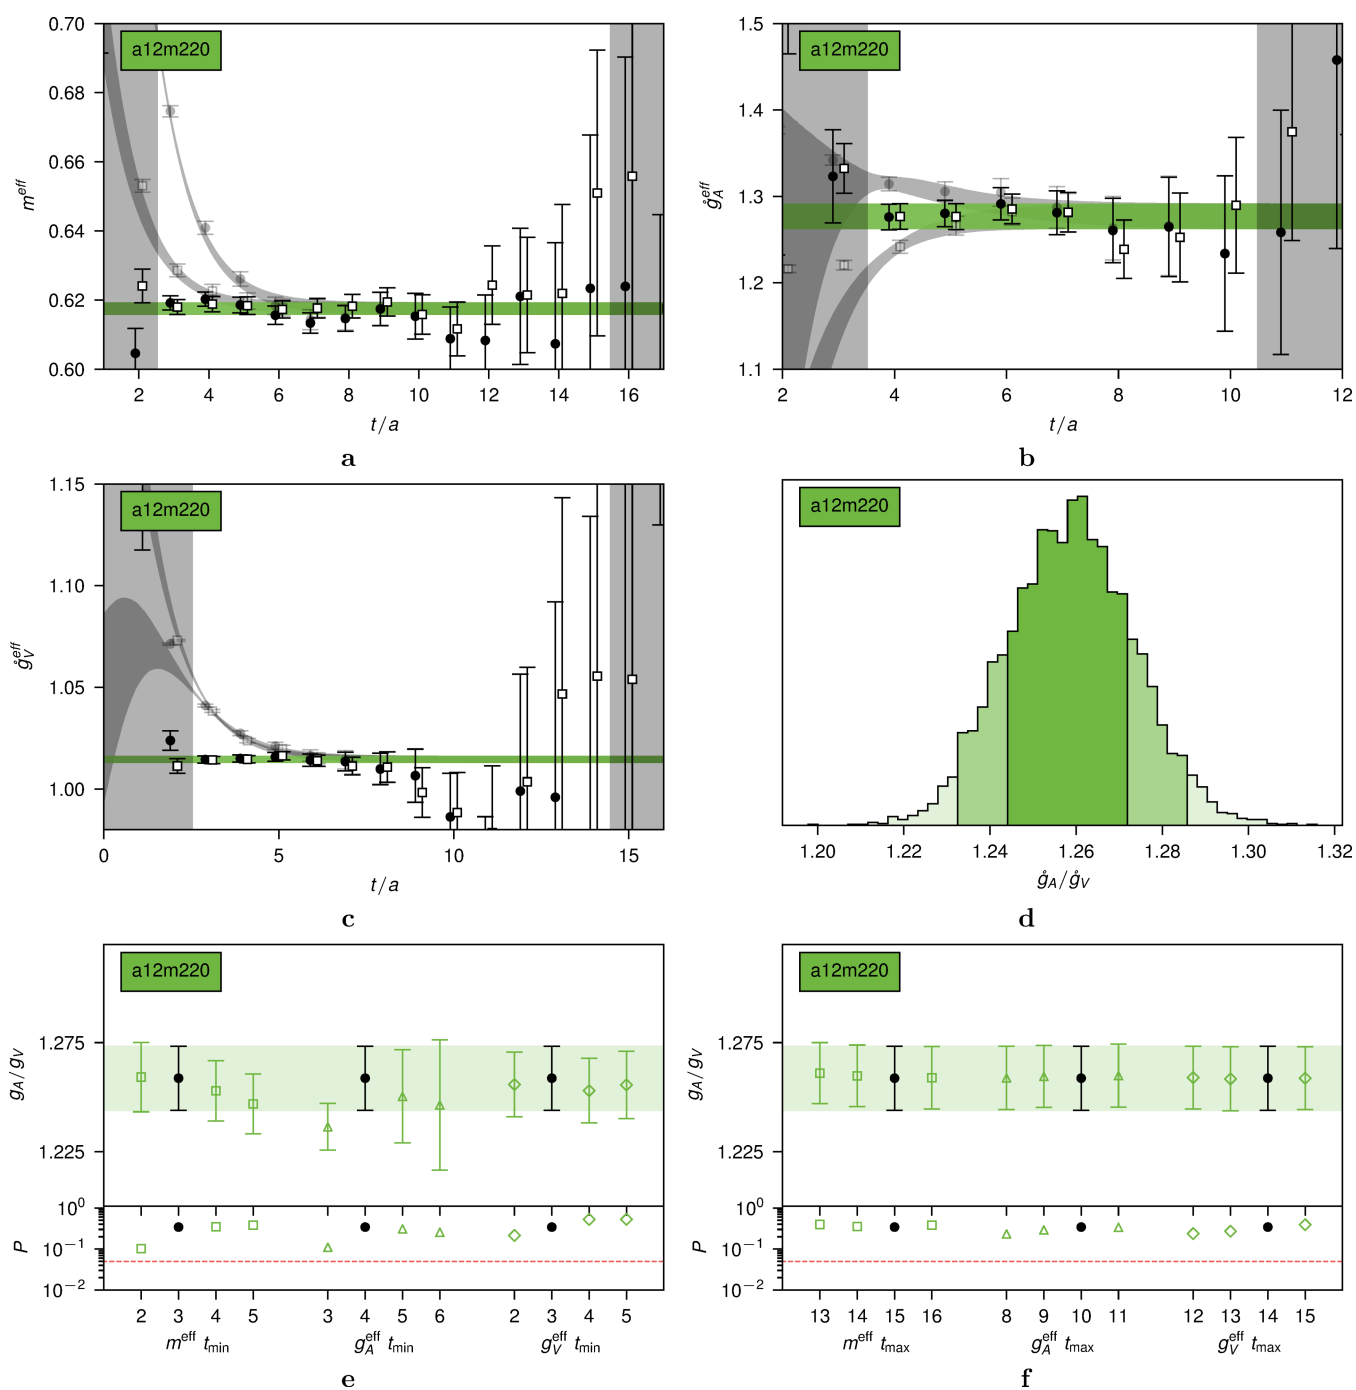 0.70
0.68
0.66
0.64
0.62
0.60
m^eff
a12m220
2 4 6 8 10 12 14 16
t/a
a
1.5
1.4
1.3
1.2
1.1
g̊_A^eff
a12m220
2 4 6 8 10 12
t/a
b
1.15
1.10
1.05
1.00
g̊_V^eff
a12m220
0 5 10 15
t/a
c
a12m220
1.20 1.22 1.24 1.26 1.28 1.30 1.32
g̊_A/g̊_V
d
a12m220
1.275
1.225
g_A/g_V
10^0
10^−1
10^−2
P
2 3 4 5 3 4 5 6 2 3 4 5
m^eff t_min g_A^eff t_min g_V^eff t_min
e
a12m220
1.275
1.225
g_A/g_V
10^0
10^−1
10^−2
P
13 14 15 16 8 9 10 11 12 13 14 15
m^eff t_max g_A^eff t_max g_V^eff t_max
f